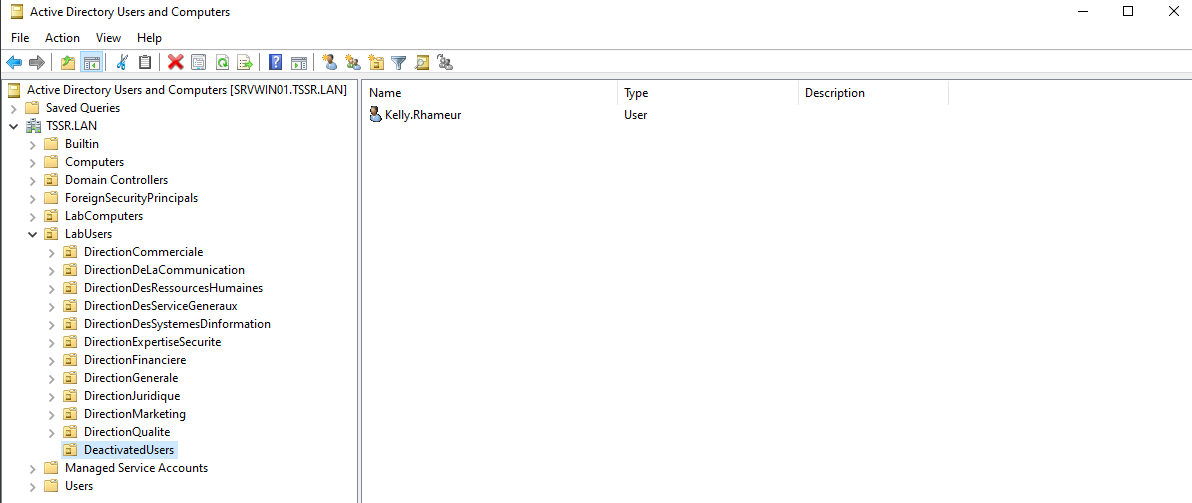 Active Directory Users and Computers
File Action View Help
Active Directory Users and Computers [SRVWIN01.TSSR.LAN]
Saved Queries
TSSR.LAN
Builtin
Computers
Domain Controllers
ForeignSecurityPrincipals
LabComputers
LabUsers
DirectionCommerciale
DirectionDeLaCommunication
DirectionDesRessourcesHumaines
DirectionDesServiceGeneraux
DirectionDesSystemesDinformation
DirectionExpertiseSecurite
DirectionFinanciere
DirectionGenerale
DirectionJuridique
DirectionMarketing
DirectionQualite
DeactivatedUsers
Managed Service Accounts
Users
Name Type Description
Kelly.Rhameur User